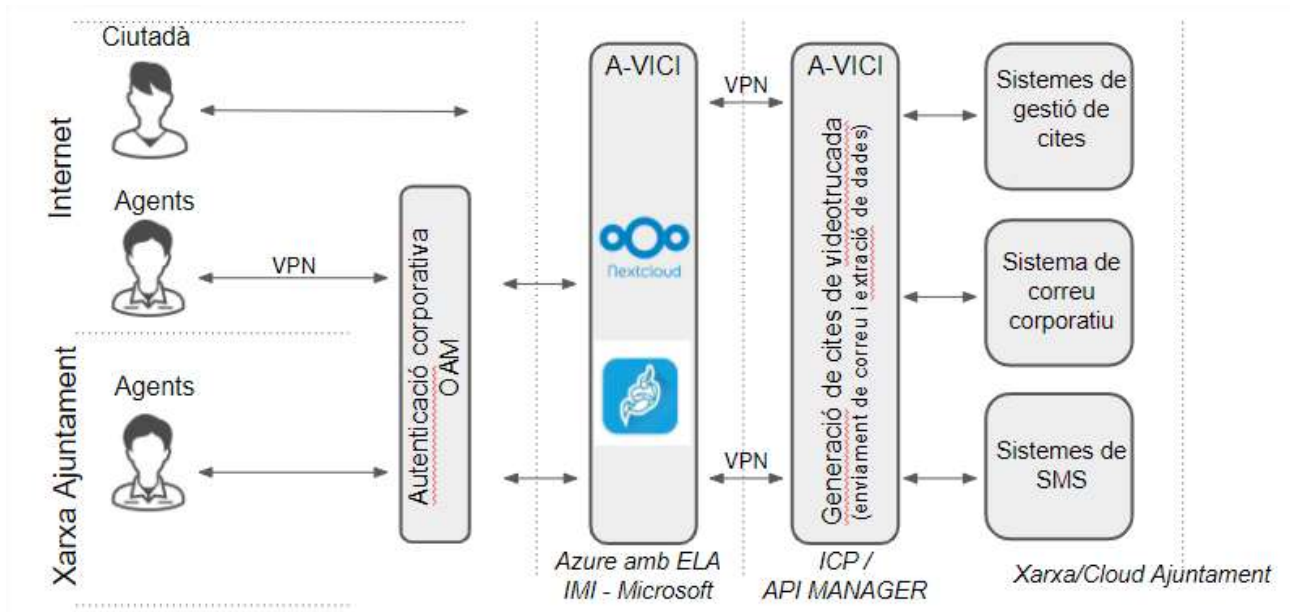 Ciutadà
Internet
Agents
VPN
Xarxa Ajuntament
Agents
Autenticació corporativa
OAM
A-VICI
Nextcloud
Azure amb ELA
IMI - Microsoft
VPN
VPN
A-VICI
Generació de cites de videotrucada
(enviament de correu i extració de dades)
ICP /
API MANAGER
Sistemes de
gestió de
cites
Sistema de
correu
corporatiu
Sistemes de
SMS
Xarxa/Cloud Ajuntament